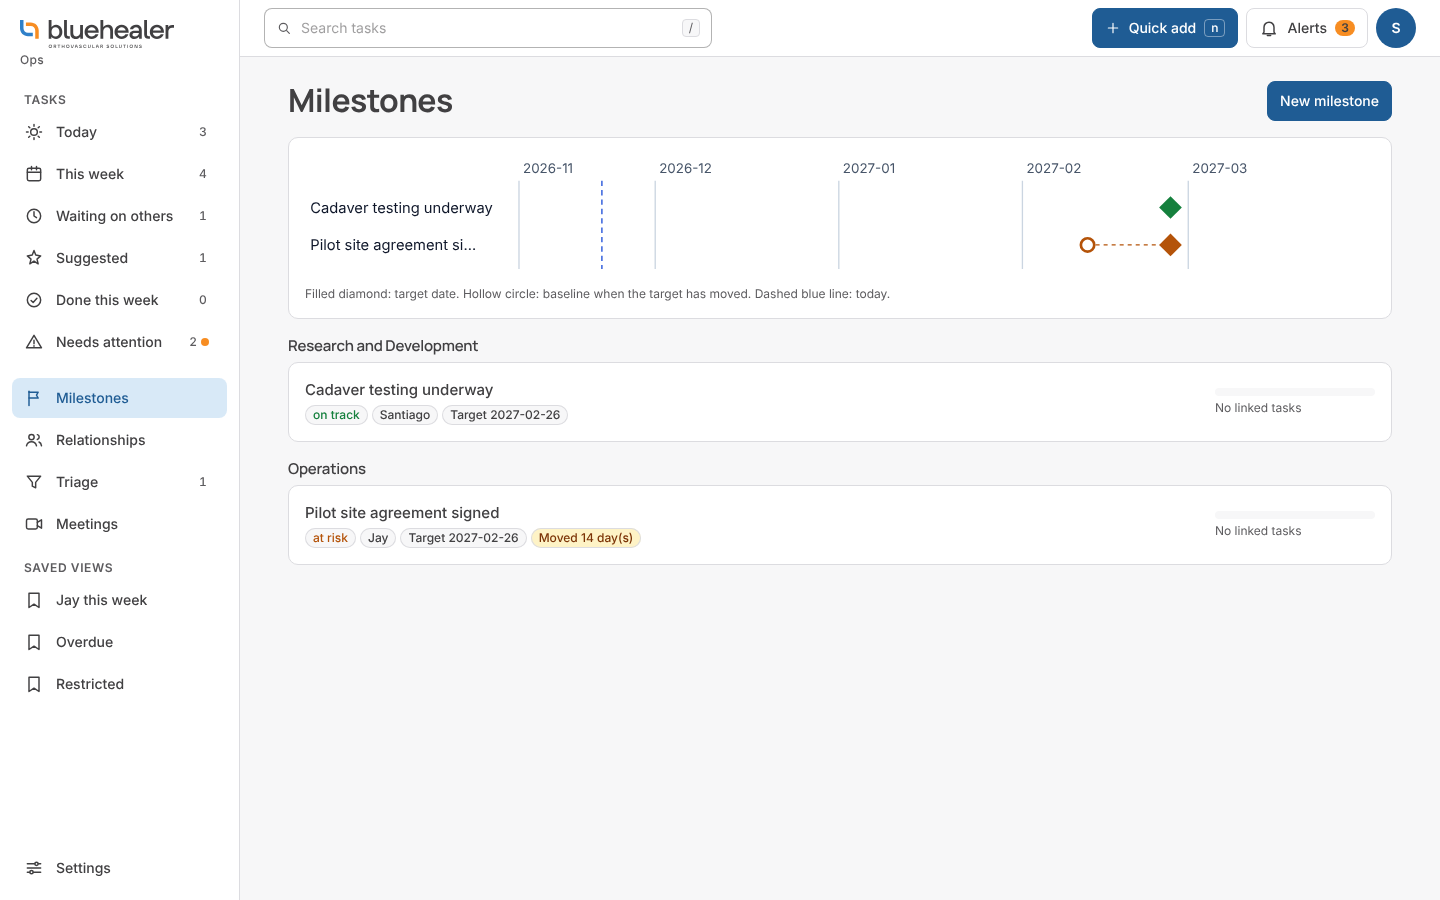 bluehealer
ORTHOVASCULAR SOLUTIONS
Ops
Search tasks /
Quick add n
Alerts 3
S
TASKS
Today 3
This week 4
Waiting on others 1
Suggested 1
Done this week 0
Needs attention 2
Milestones
Relationships
Triage 1
Meetings
SAVED VIEWS
Jay this week
Overdue
Restricted
Settings
Milestones
New milestone
2026-11 2026-12 2027-01 2027-02 2027-03
Cadaver testing underway
Pilot site agreement si...
Filled diamond: target date. Hollow circle: baseline when the target has moved. Dashed blue line: today.
Research and Development
Cadaver testing underway
on track Santiago Target 2027-02-26
No linked tasks
Operations
Pilot site agreement signed
at risk Jay Target 2027-02-26 Moved 14 day(s)
No linked tasks